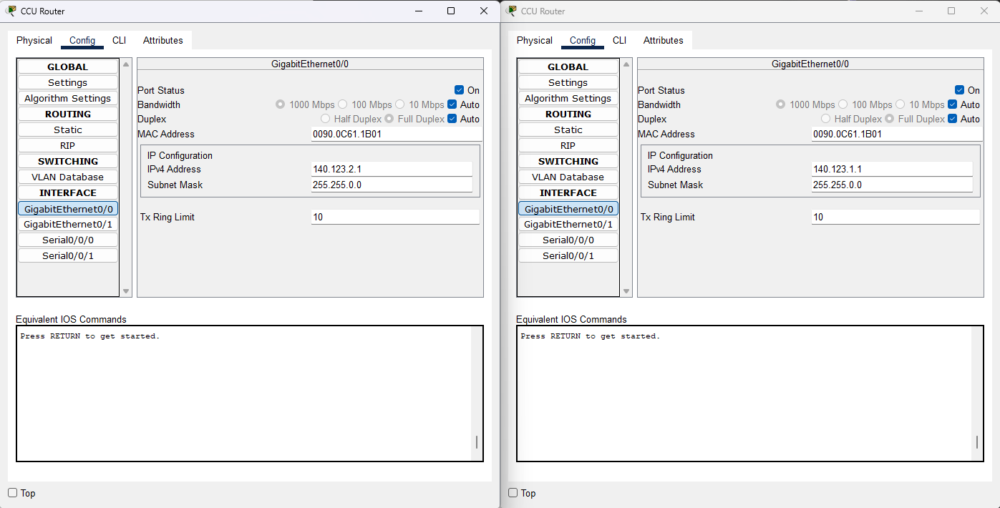 CCU Router
Physical Config CLI Attributes
GLOBAL
Settings
Algorithm Settings
ROUTING
Static
RIP
SWITCHING
VLAN Database
INTERFACE
GigabitEthernet0/0
GigabitEthernet0/1
Serial0/0/0
Serial0/0/1
GigabitEthernet0/0
Port Status On
Bandwidth 1000 Mbps 100 Mbps 10 Mbps Auto
Duplex Half Duplex Full Duplex Auto
MAC Address 0090.0C61.1B01
IP Configuration
IPv4 Address 140.123.2.1
Subnet Mask 255.255.0.0
Tx Ring Limit 10
Equivalent IOS Commands
Press RETURN to get started.
Top
CCU Router
Physical Config CLI Attributes
GLOBAL
Settings
Algorithm Settings
ROUTING
Static
RIP
SWITCHING
VLAN Database
INTERFACE
GigabitEthernet0/0
GigabitEthernet0/1
Serial0/0/0
Serial0/0/1
GigabitEthernet0/0
Port Status On
Bandwidth 1000 Mbps 100 Mbps 10 Mbps Auto
Duplex Half Duplex Full Duplex Auto
MAC Address 0090.0C61.1B01
IP Configuration
IPv4 Address 140.123.1.1
Subnet Mask 255.255.0.0
Tx Ring Limit 10
Equivalent IOS Commands
Press RETURN to get started.
Top